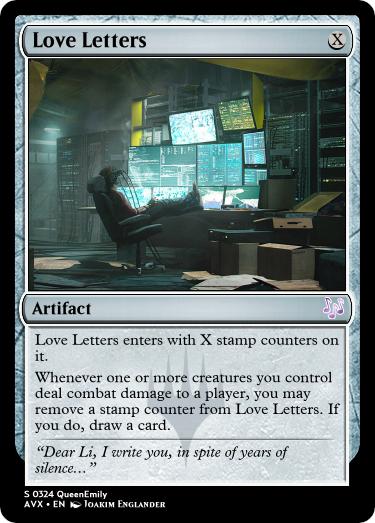 Love Letters X
Artifact
Love Letters enters with X stamp counters on
it.
Whenever one or more creatures you control
deal combat damage to a player, you may
remove a stamp counter from Love Letters. If
you do, draw a card.
“Dear Li, I write you, in spite of years of
silence...”
S 0324 QueenEmily
AVX • EN Joakim Englander